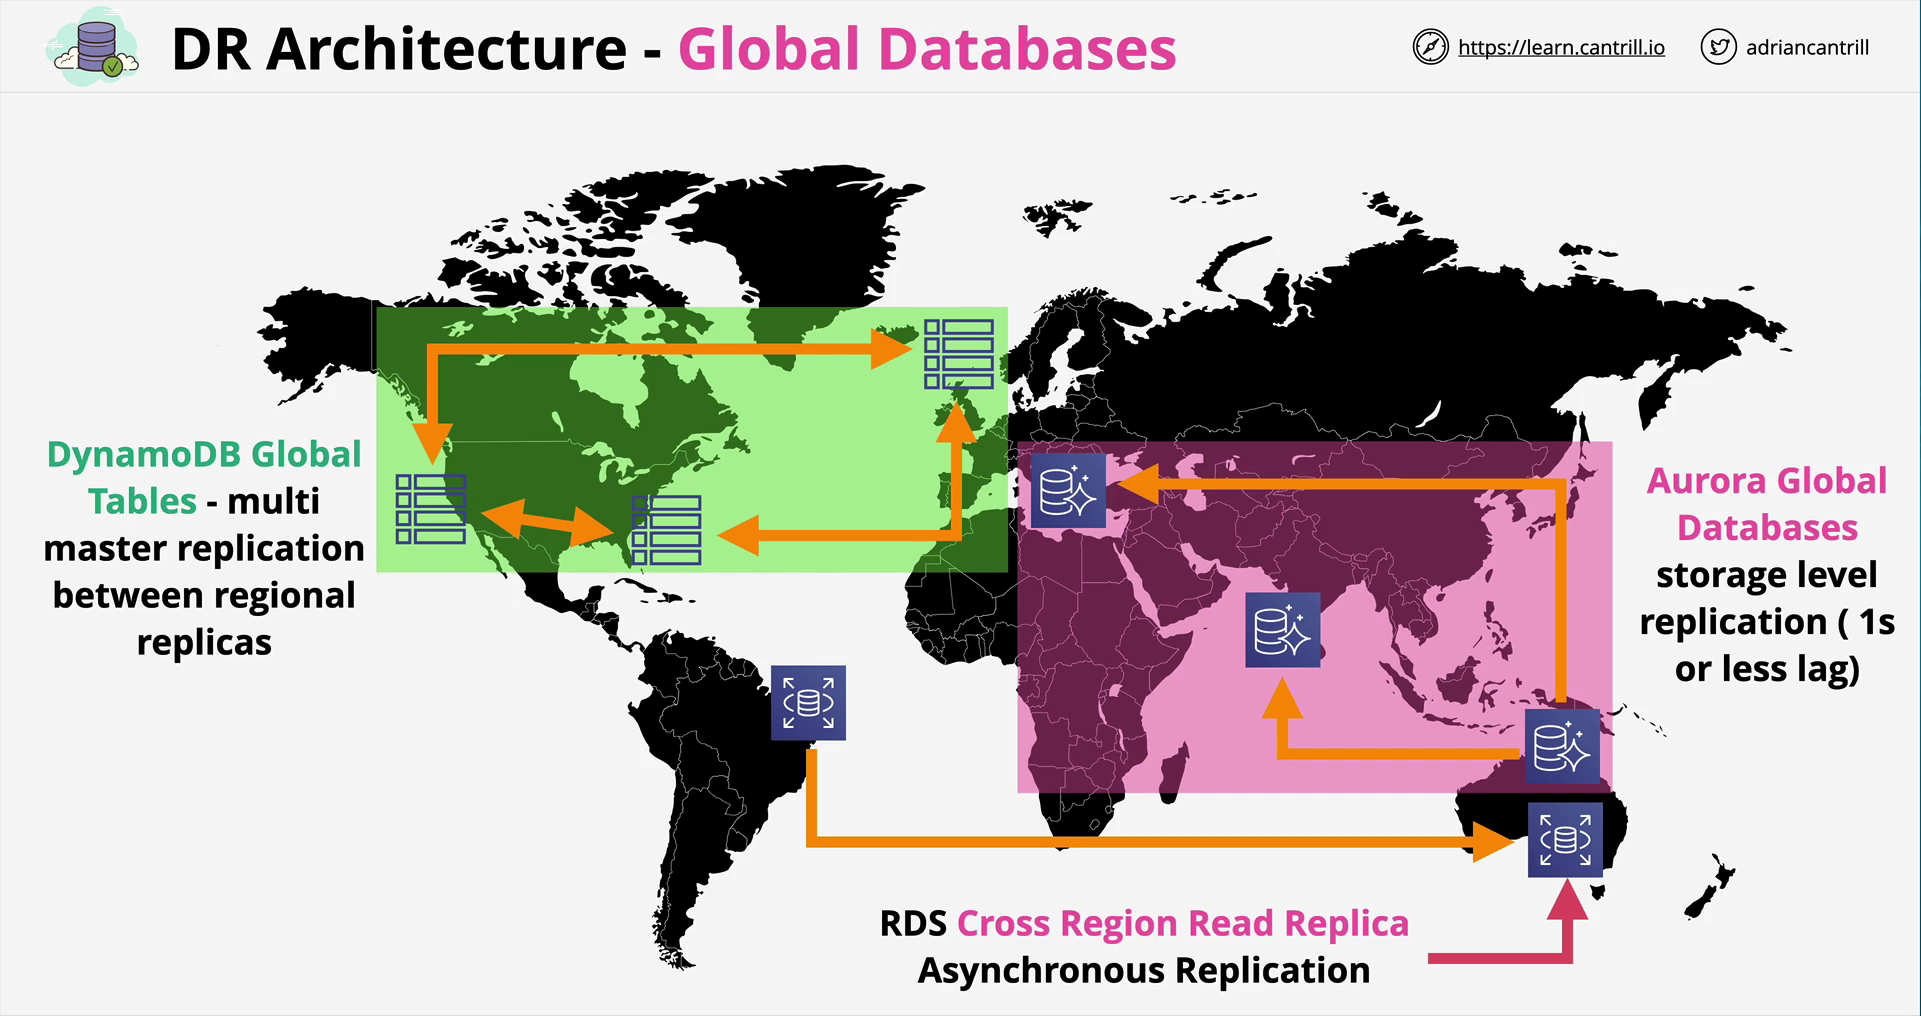 DR Architecture - Global Databases
https://learn.cantrill.io
adriancantrill
DynamoDB Global
Tables - multi
master replication
between regional
replicas
Aurora Global
Databases
storage level
replication ( 1s
or less lag)
RDS Cross Region Read Replica
Asynchronous Replication